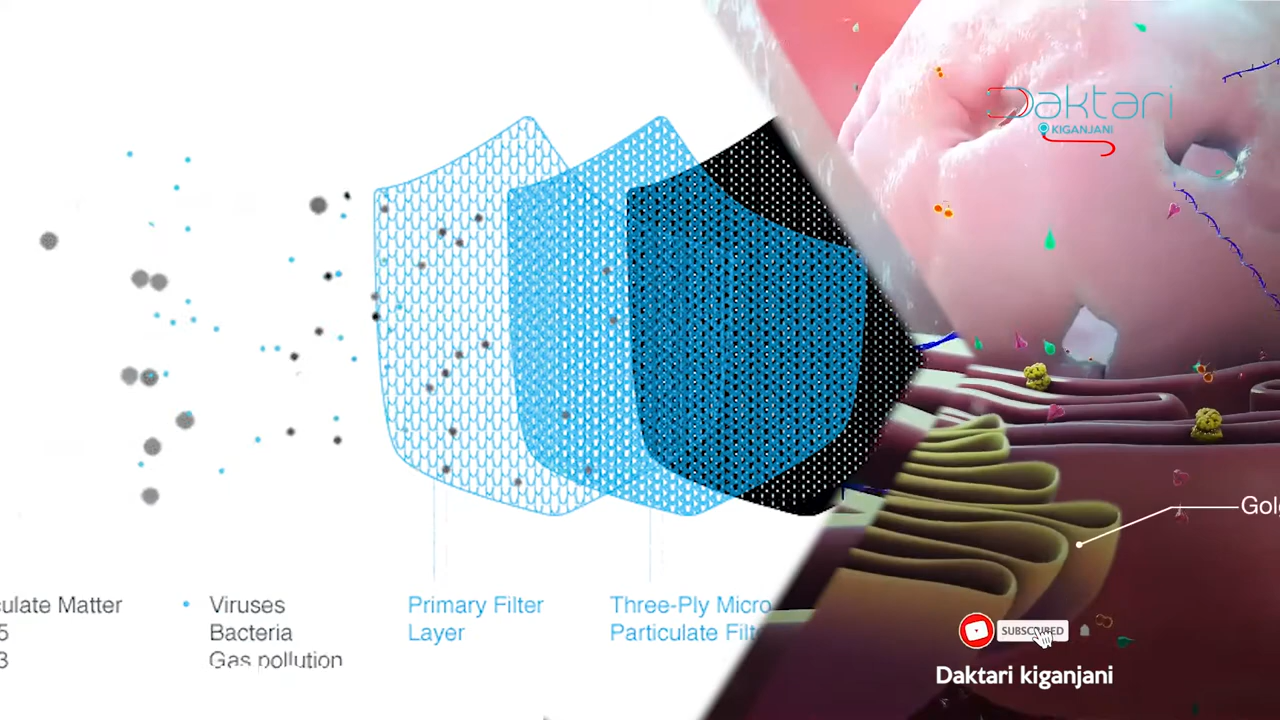 Daktari
KIGANJANI
culate Matter
5
3
Viruses
Bacteria
Gas pollution
Primary Filter
Layer
Three-Ply Micro
Particulate Filt
Gol
SUBSCRIBED
Daktari kiganjani